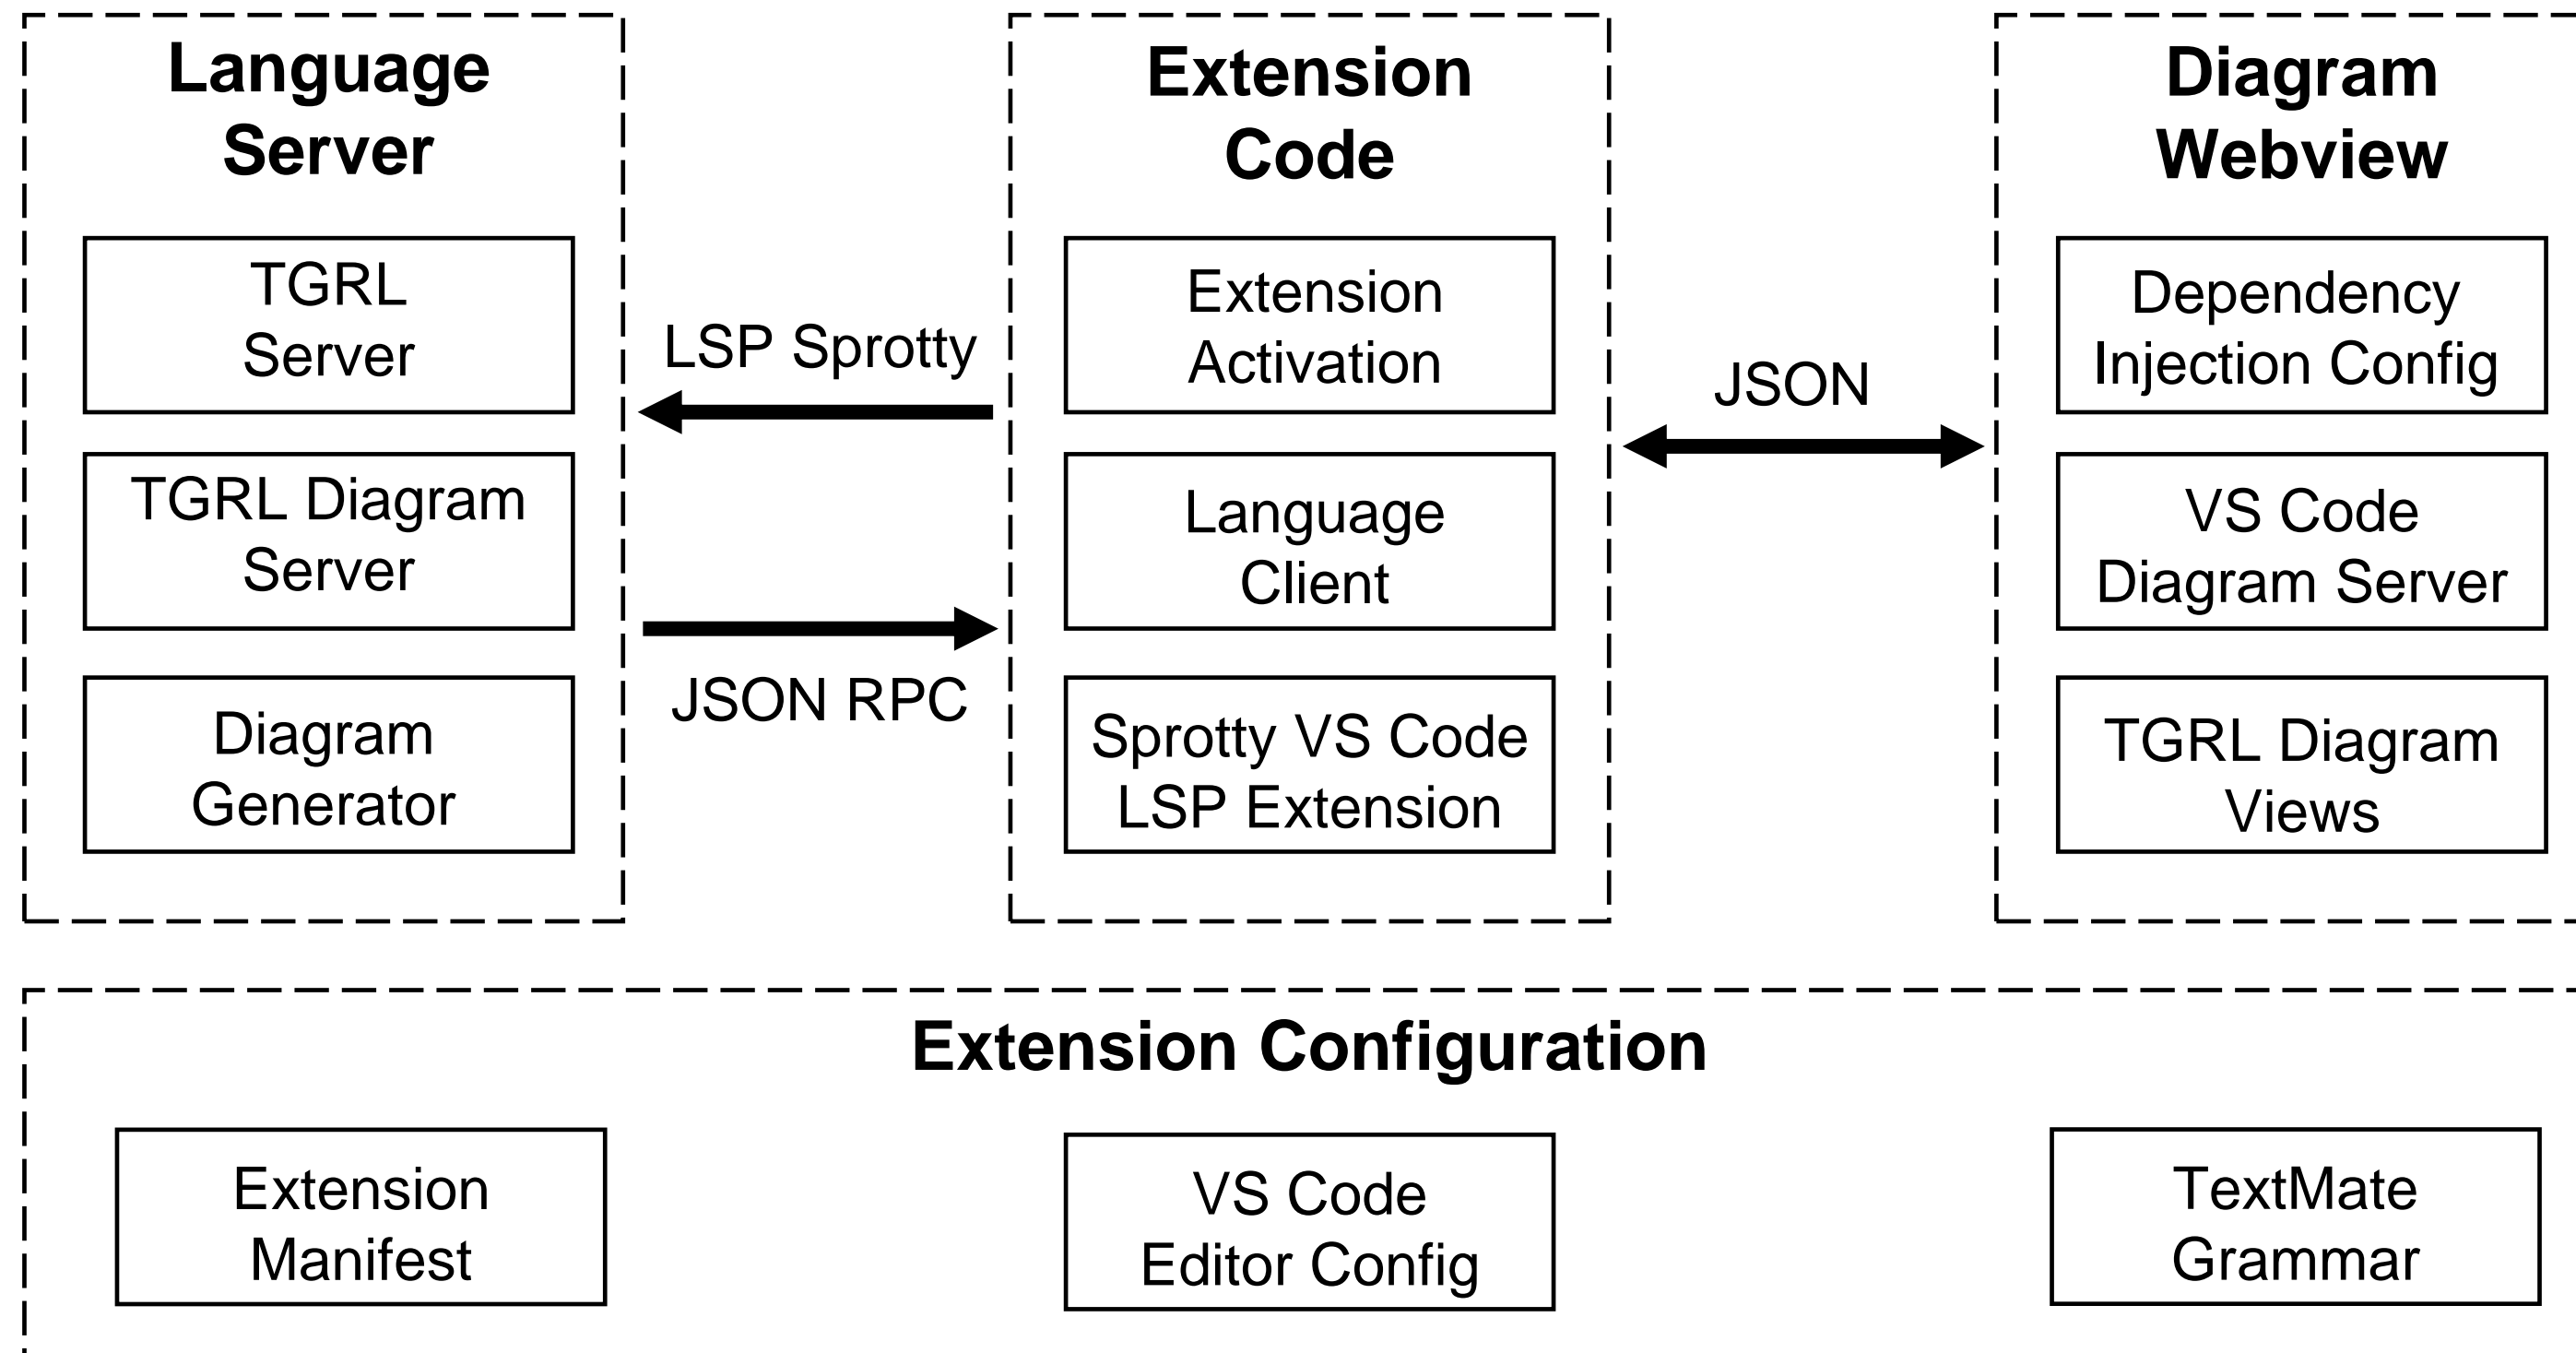 Language
Server
TGRL
Server
TGRL Diagram
Server
Diagram
Generator
LSP Sprotty
JSON RPC
Extension
Code
Extension
Activation
Language
Client
Sprotty VS Code
LSP Extension
JSON
Diagram
Webview
Dependency
Injection Config
VS Code
Diagram Server
TGRL Diagram
Views
Extension Configuration
Extension
Manifest
VS Code
Editor Config
TextMate
Grammar